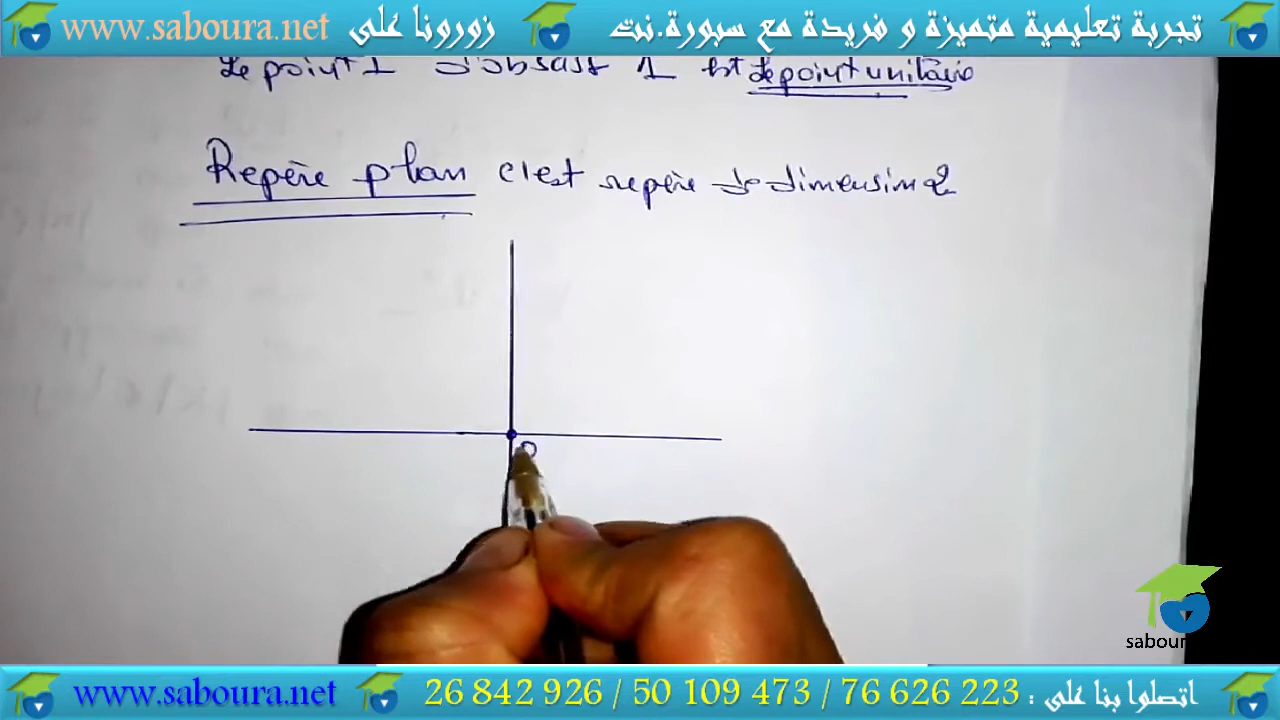 www.saboura.net زورونا على تجربة تعليمية متميزة و فريدة مع سبورة.نت
Le point 1 d'absass 1 est le point unitaire
Repère plan c'est repère de dimension 2
O
sabour
www.saboura.net 26 842 926 / 50 109 473 / 76 626 223 : اتصلوا بنا على